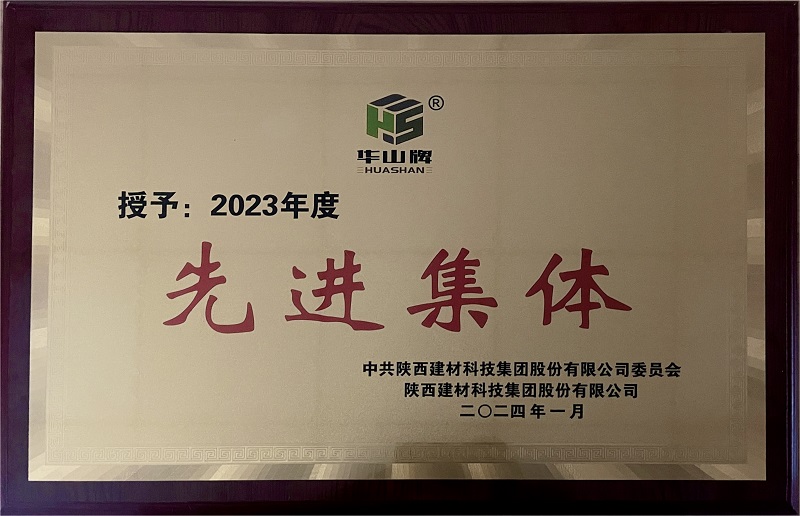 HS®
华山牌
HUASHAN
授予：2023年度
先进集体
中共陕西建材科技集团股份有限公司委员会
陕西建材科技集团股份有限公司
二〇二四年一月